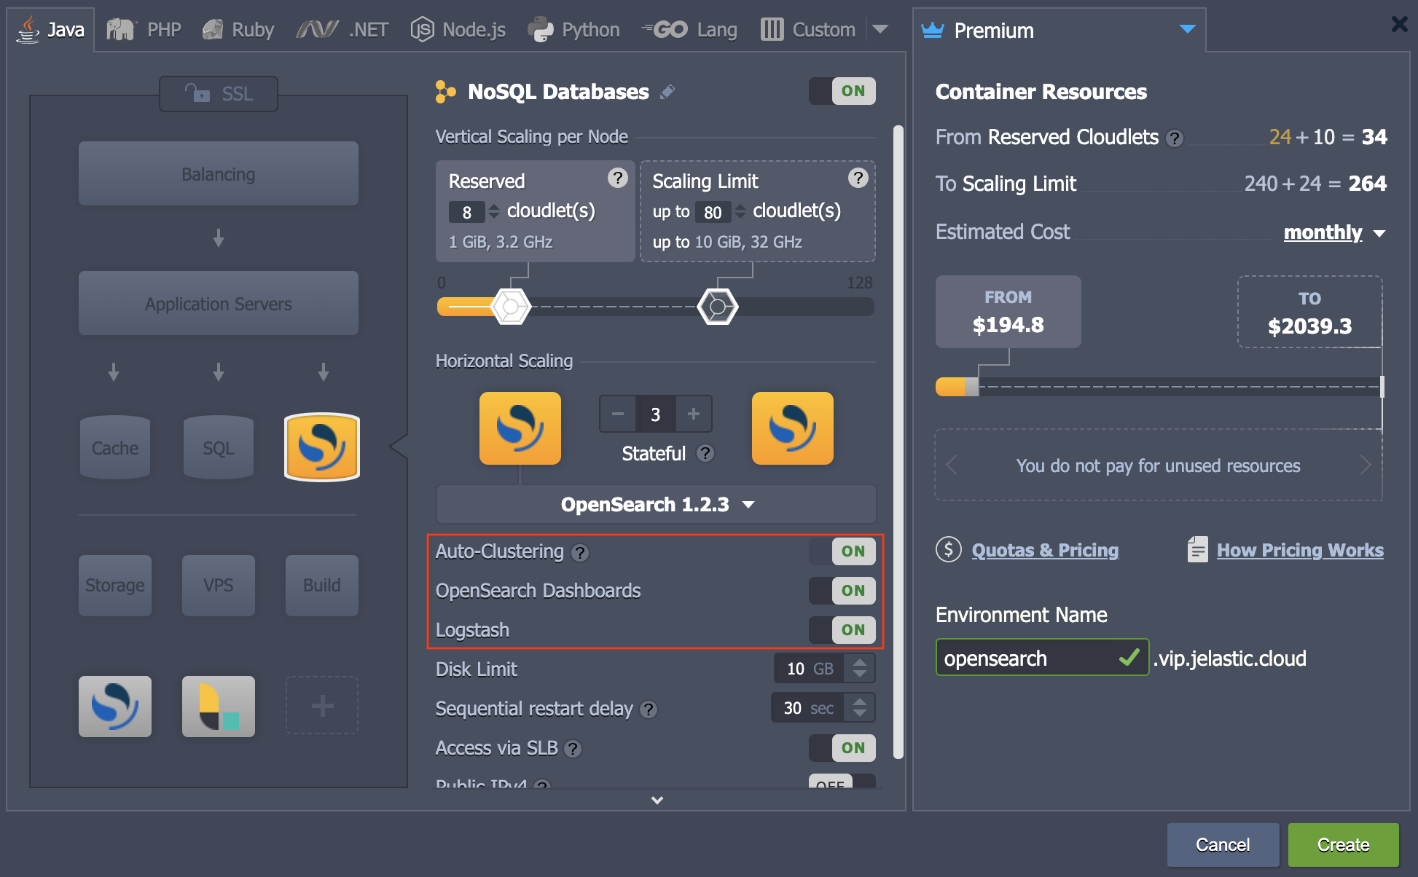 Java PHP Ruby .NET Node.js Python Lang Custom
Premium
SSL
Balancing
Application Servers
Cache SQL
Storage VPS Build
NoSQL Databases ON
Vertical Scaling per Node
Reserved ?
8 cloudlet(s)
1 GiB, 3.2 GHz
Scaling Limit ?
up to 80 cloudlet(s)
up to 10 GiB, 32 GHz
0 128
Horizontal Scaling
− 3 +
Stateful ?
OpenSearch 1.2.3
Auto-Clustering ? ON
OpenSearch Dashboards ON
Logstash ON
Disk Limit 10 GB
Sequential restart delay ? 30 sec
Access via SLB ? ON
Public IPv4 ? OFF
Container Resources
From Reserved Cloudlets ? 24 + 10 = 34
To Scaling Limit 240 + 24 = 264
Estimated Cost monthly
FROM
$194.8
TO
$2039.3
You do not pay for unused resources
$ Quotas & Pricing How Pricing Works
Environment Name
opensearch .vip.jelastic.cloud
Cancel Create